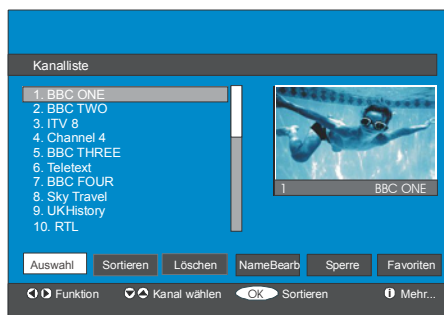 Kanalliste
1. BBC ONE
2. BBC TWO
3. ITV 8
4. Channel 4
5. BBC THREE
6. Teletext
7. BBC FOUR
8. Sky Travel
9. UKHistory
10. RTL
1 BBC ONE
Auswahl Sortieren Löschen NameBearb Sperre Favoriten
Funktion Kanal wählen OK Sortieren i Mehr...